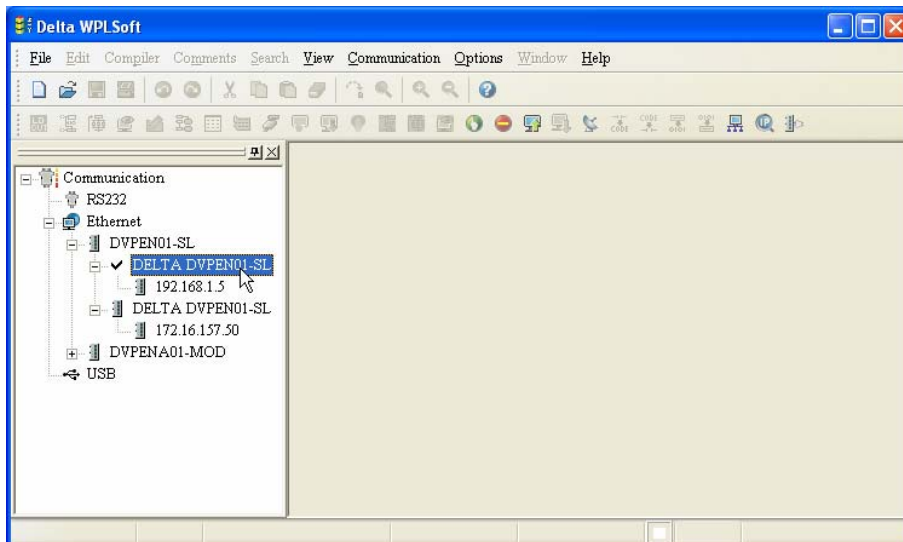 Delta WPLSoft
File Edit Compiler Comments Search View Communication Options Window Help
Communication
RS232
Ethernet
DVPEN01-SL
DELTA DVPEN01-SL
192.168.1.5
DELTA DVPEN01-SL
172.16.157.50
DVPENA01-MOD
USB